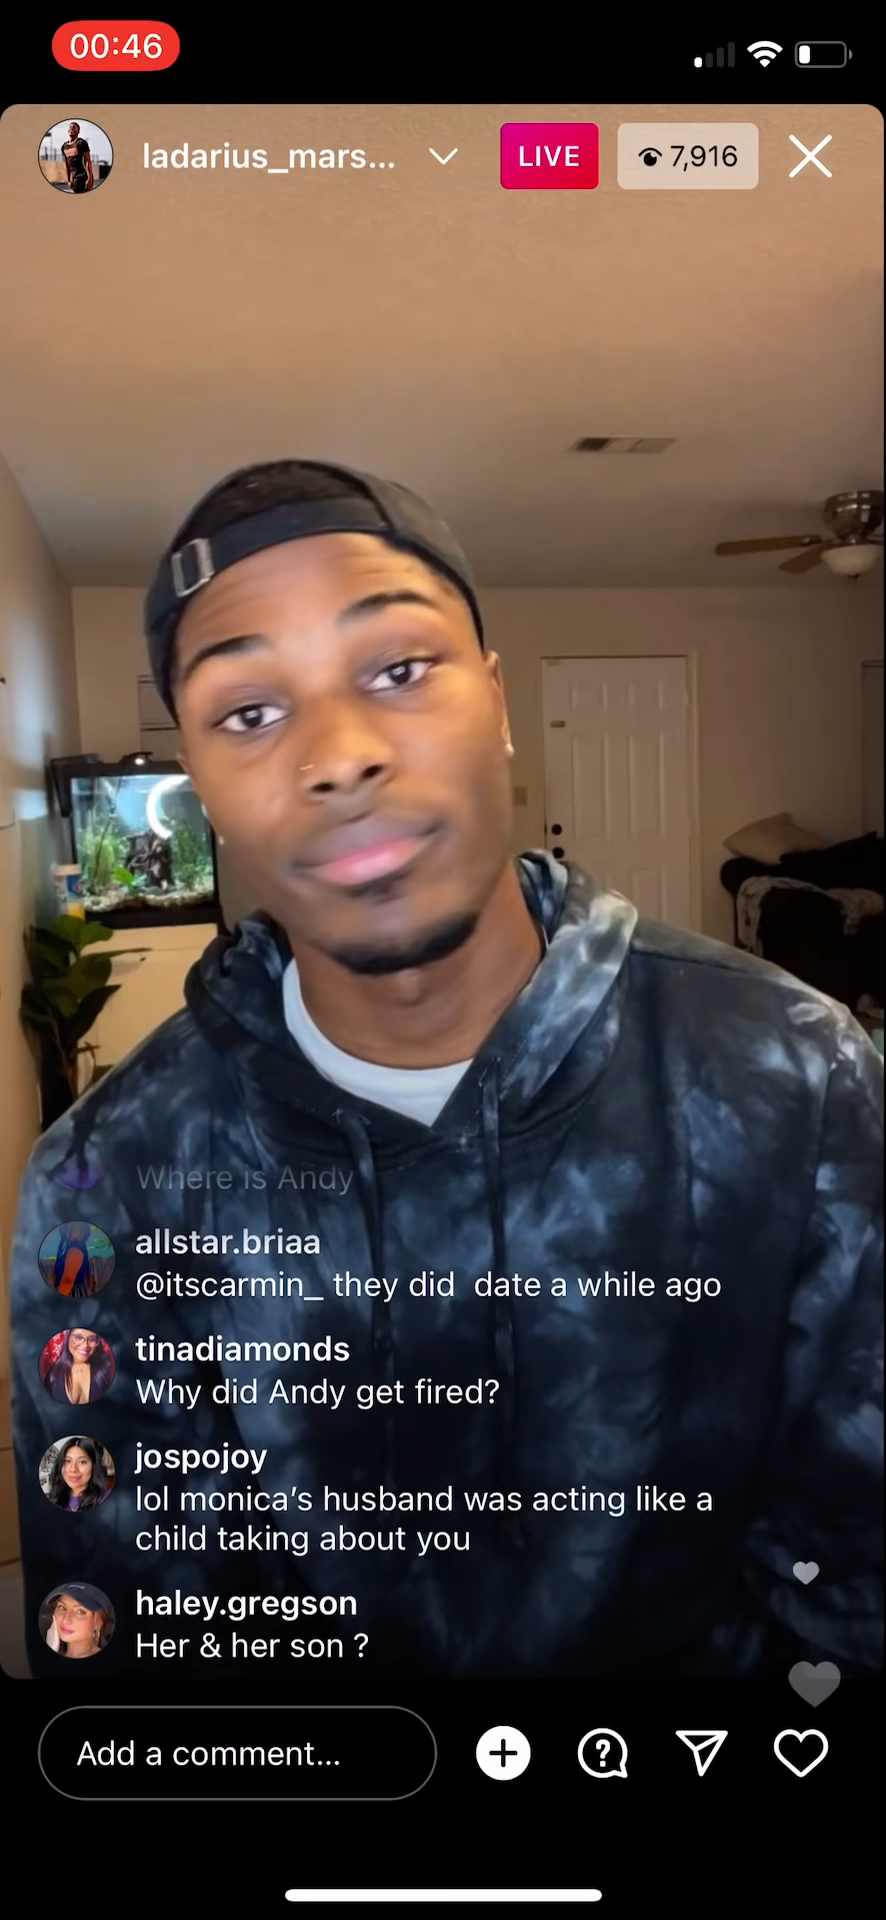 00:46
ladarius_mars...
LIVE
7,916
Where is Andy
allstar.briaa
@itscarmin_ they did date a while ago
tinadiamonds
Why did Andy get fired?
jospojoy
lol monica’s husband was acting like a
child taking about you
haley.gregson
Her & her son ?
Add a comment...